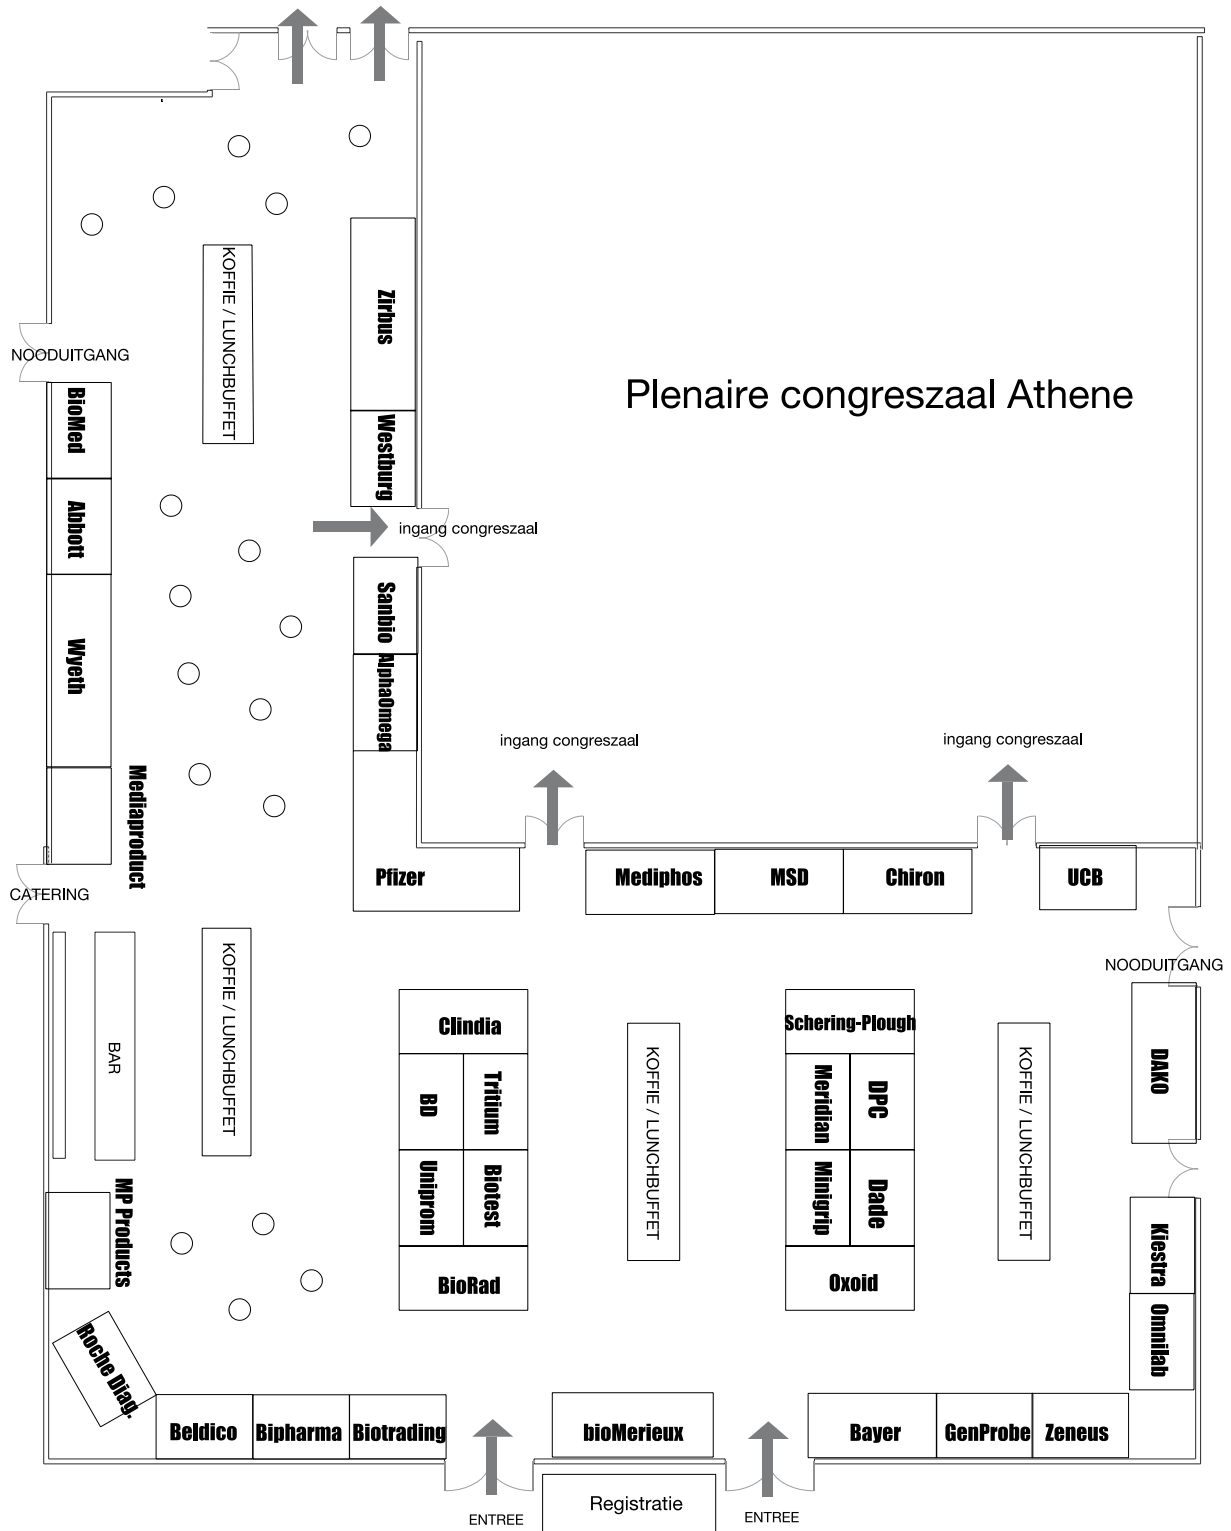 KOFFIE / LUNCHBUFFET
Zirbus
NOODUITGANG
BioMed
Plenaire congreszaal Athene
Westburg
Abbott
ingang congreszaal
Sanbio
Wyeth
AlphaOmega
ingang congreszaal
ingang congreszaal
Mediaproduct
Pfizer
Mediphos
MSD
Chiron
UCB
CATERING
NOODUITGANG
KOFFIE / LUNCHBUFFET
BAR
Clindia
Schering-Plough
KOFFIE / LUNCHBUFFET
KOFFIE / LUNCHBUFFET
DAKO
BD
Tritium
Meridian
DPC
Uniprom
Biotest
Minigrip
Dade
MP Products
Kiestra
BioRad
Oxoid
Omnilab
Roche Diag.
Beldico
Bipharma
Biotrading
bioMerieux
Bayer
GenProbe
Zeneus
Registratie
ENTREE
ENTREE